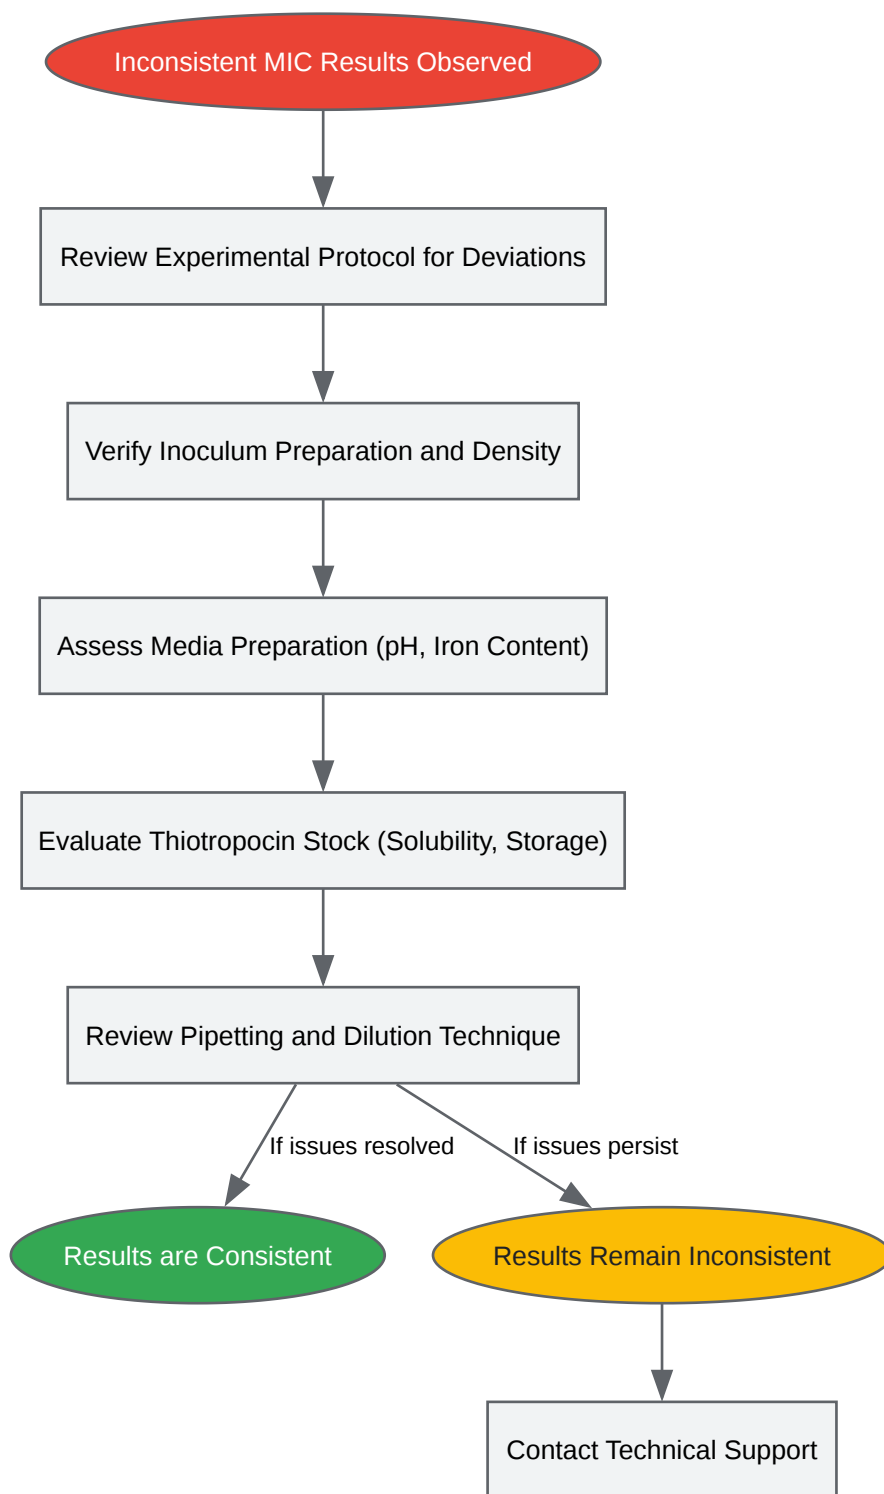 Inconsistent MIC Results Observed
Review Experimental Protocol for Deviations
Verify Inoculum Preparation and Density
Assess Media Preparation (pH, Iron Content)
Evaluate Thiotropocin Stock (Solubility, Storage)
Review Pipetting and Dilution Technique
If issues resolved
If issues persist
Results are Consistent
Results Remain Inconsistent
Contact Technical Support